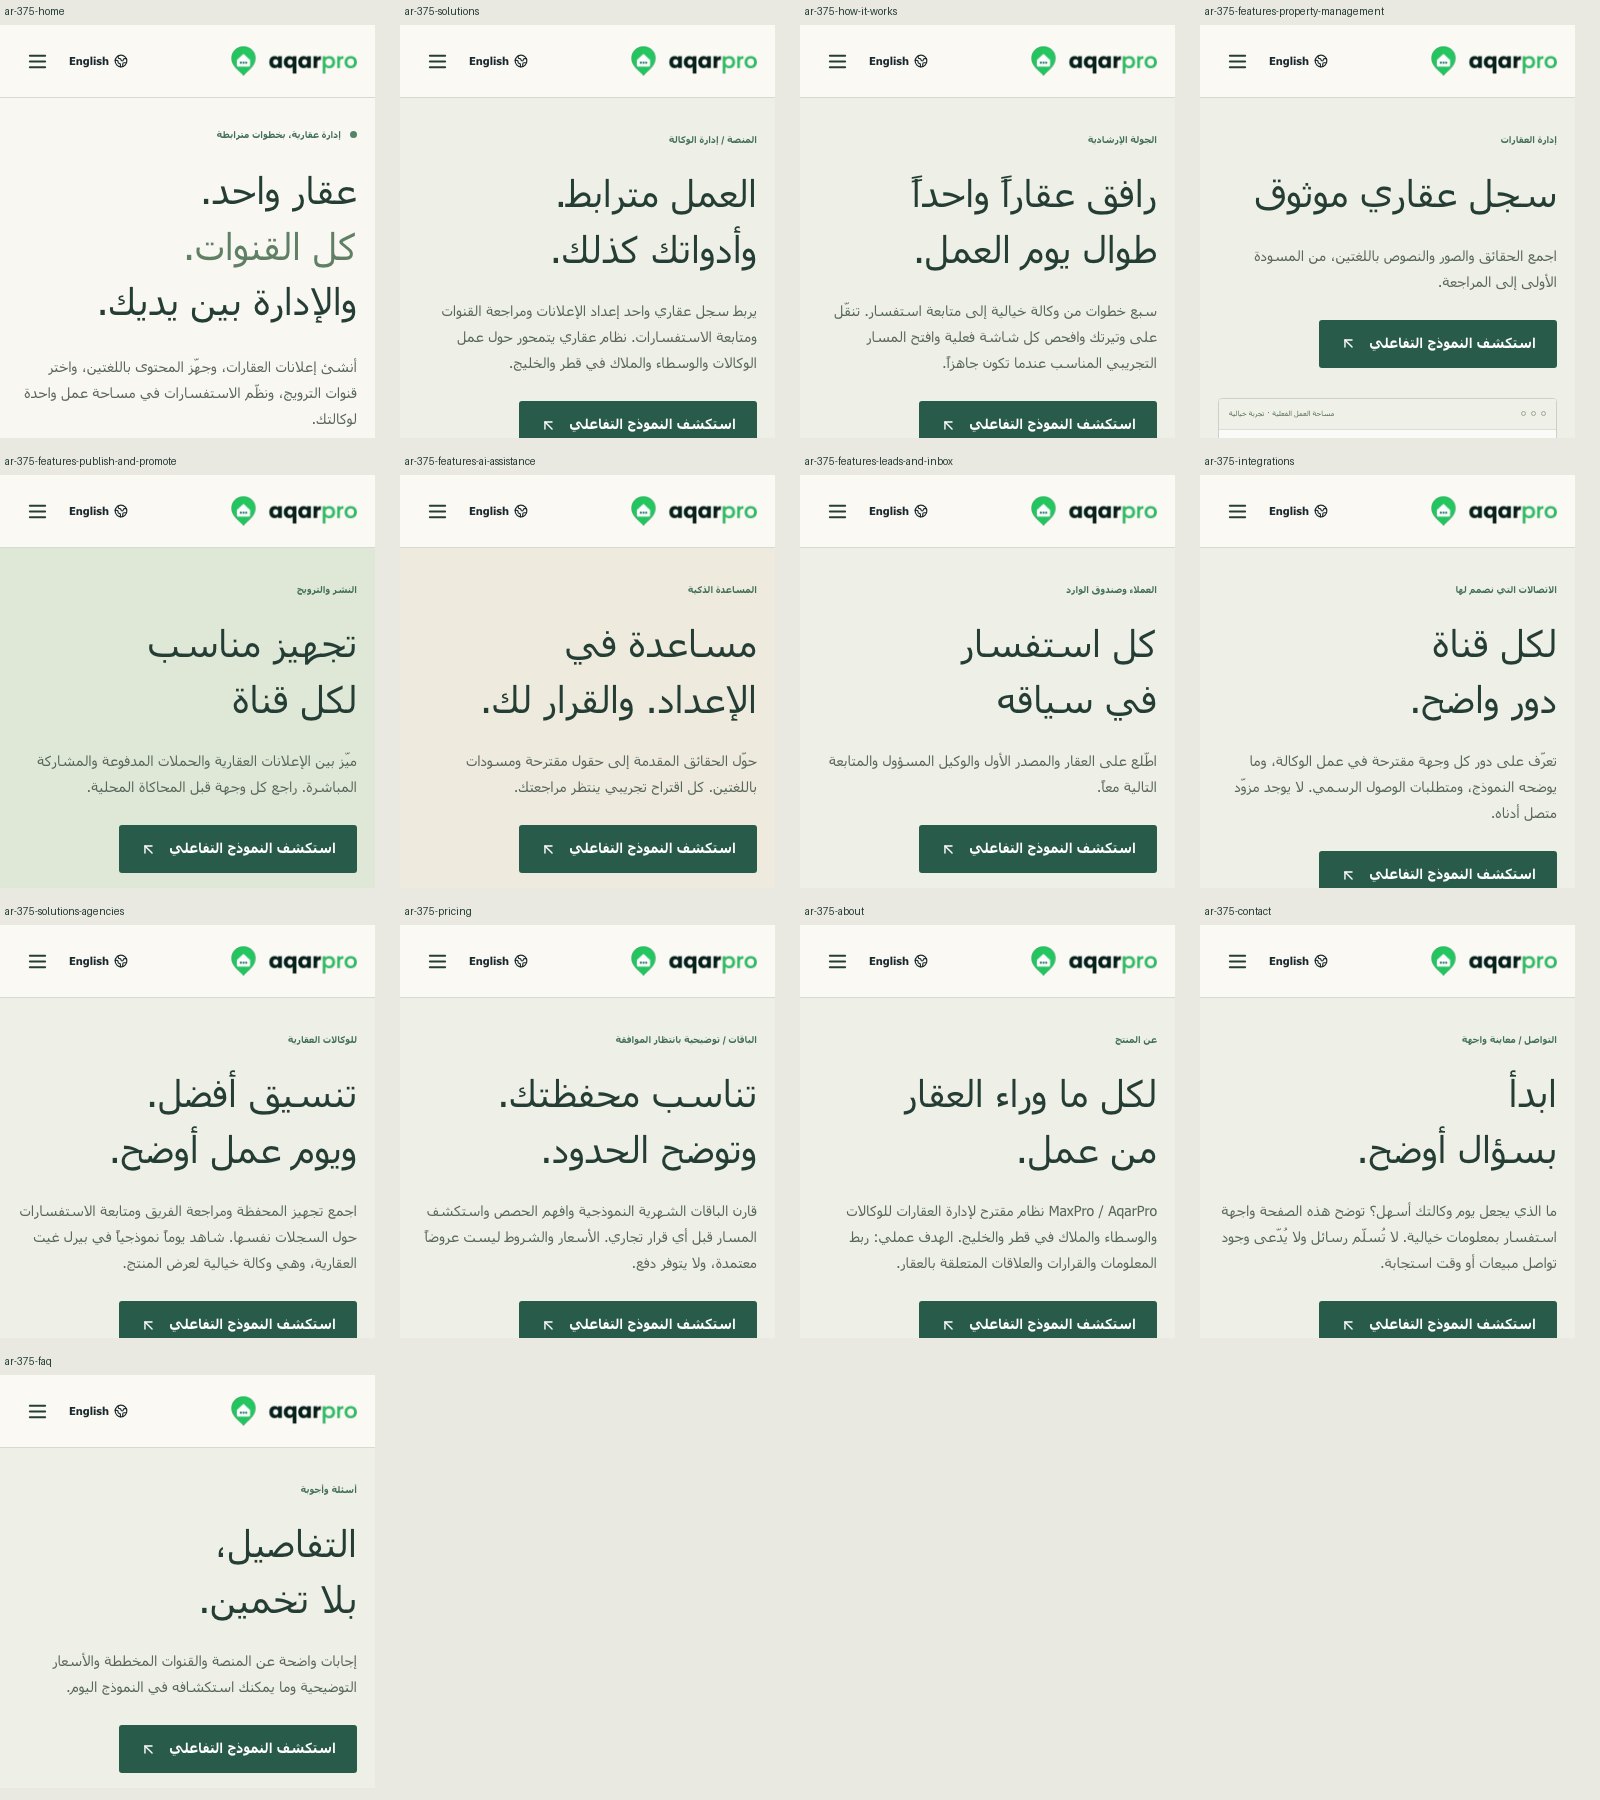 ar-375-home
English
aqarpro
إدارة عقارية، بخطوات مترابطة
عقار واحد.
كل القنوات.
والإدارة بين يديك.
أنشئ إعلانات العقارات، وجهّز المحتوى باللغتين، واختر
قنوات الترويج، ونظّم الاستفسارات في مساحة عمل واحدة
لوكالتك.
ar-375-solutions
English
aqarpro
المنصة / إدارة الوكالة
العمل مترابط.
وأدواتك كذلك.
يربط سجل عقاري واحد إعداد الإعلانات ومراجعة القنوات
ومتابعة الاستفسارات. نظام عقاري يتمحور حول عمل
الوكالات والوسطاء والملاك في قطر والخليج.
استكشف النموذج التفاعلي
ar-375-how-it-works
English
aqarpro
الجولة الإرشادية
رافق عقاراً واحداً
طوال يوم العمل.
سبع خطوات من وكالة خيالية إلى متابعة استفسار. تنقّل
على وتيرتك وافحص كل شاشة فعلية وافتح المسار
التجريبي المناسب عندما تكون جاهزاً.
استكشف النموذج التفاعلي
ar-375-features-property-management
English
aqarpro
إدارة العقارات
سجل عقاري موثوق
اجمع الحقائق والصور والنصوص باللغتين، من المسودة
الأولى إلى المراجعة.
استكشف النموذج التفاعلي
مساحة العمل الفعلية · تجربة خيالية
ar-375-features-publish-and-promote
English
aqarpro
النشر والترويج
تجهيز مناسب
لكل قناة
ميّز بين الإعلانات العقارية والحملات المدفوعة والمشاركة
المباشرة. راجع كل وجهة قبل المحاكاة المحلية.
استكشف النموذج التفاعلي
ar-375-features-ai-assistance
English
aqarpro
المساعدة الذكية
مساعدة في
الإعداد. والقرار لك.
حوّل الحقائق المقدمة إلى حقول مقترحة ومسودات
باللغتين. كل اقتراح تجريبي ينتظر مراجعتك.
استكشف النموذج التفاعلي
ar-375-features-leads-and-inbox
English
aqarpro
العملاء وصندوق الوارد
كل استفسار
في سياقه
اطّلع على العقار والمصدر الأول والوكيل المسؤول والمتابعة
التالية معاً.
استكشف النموذج التفاعلي
ar-375-integrations
English
aqarpro
الاتصالات التي نصمم لها
لكل قناة
دور واضح.
تعرّف على دور كل وجهة مقترحة في عمل الوكالة، وما
يوضحه النموذج، ومتطلبات الوصول الرسمي. لا يوجد مزوّد
متصل أدناه.
استكشف النموذج التفاعلي
ar-375-solutions-agencies
English
aqarpro
للوكالات العقارية
تنسيق أفضل.
ويوم عمل أوضح.
اجمع تجهيز المحفظة ومراجعة الفريق ومتابعة الاستفسارات
حول السجلات نفسها. شاهد يوماً نموذجياً في بيرل غيت
العقارية، وهي وكالة خيالية لعرض المنتج.
استكشف النموذج التفاعلي
ar-375-pricing
English
aqarpro
الباقات / توضيحية بانتظار الموافقة
تناسب محفظتك.
وتوضح الحدود.
قارن الباقات الشهرية النموذجية وافهم الحصص واستكشف
المسار قبل أي قرار تجاري. الأسعار والشروط ليست عروضاً
معتمدة، ولا يتوفر دفع.
استكشف النموذج التفاعلي
ar-375-about
English
aqarpro
عن المنتج
لكل ما وراء العقار
من عمل.
MaxPro / AqarPro نظام مقترح لإدارة العقارات للوكالات
والوسطاء والملاك في قطر والخليج. الهدف عملي: ربط
المعلومات والقرارات والعلاقات المتعلقة بالعقار.
استكشف النموذج التفاعلي
ar-375-contact
English
aqarpro
التواصل / معاينة واجهة
ابدأ
بسؤال أوضح.
ما الذي يجعل يوم وكالتك أسهل؟ توضح هذه الصفحة واجهة
استفسار بمعلومات خيالية. لا تُسلّم رسائل ولا يُدّعى وجود
تواصل مبيعات أو وقت استجابة.
استكشف النموذج التفاعلي
ar-375-faq
English
aqarpro
أسئلة وأجوبة
التفاصيل،
بلا تخمين.
إجابات واضحة عن المنصة والقنوات المخططة والأسعار
التوضيحية وما يمكنك استكشافه في النموذج اليوم.
استكشف النموذج التفاعلي